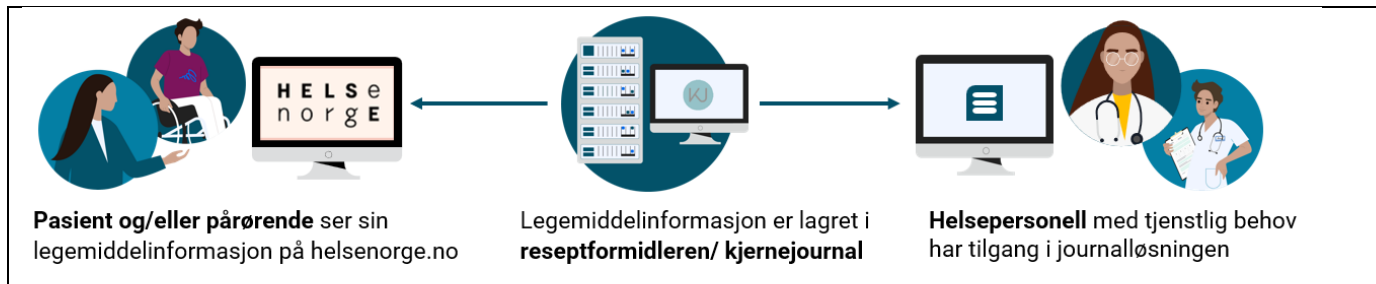 HELSe
norgE
KJ
Pasient og/eller pårørende ser sin
legemiddelinformasjon på helsenorge.no
Legemiddelinformasjon er lagret i
reseptformidleren/ kjernejournal
Helsepersonell med tjenstlig behov
har tilgang i journalløsningen